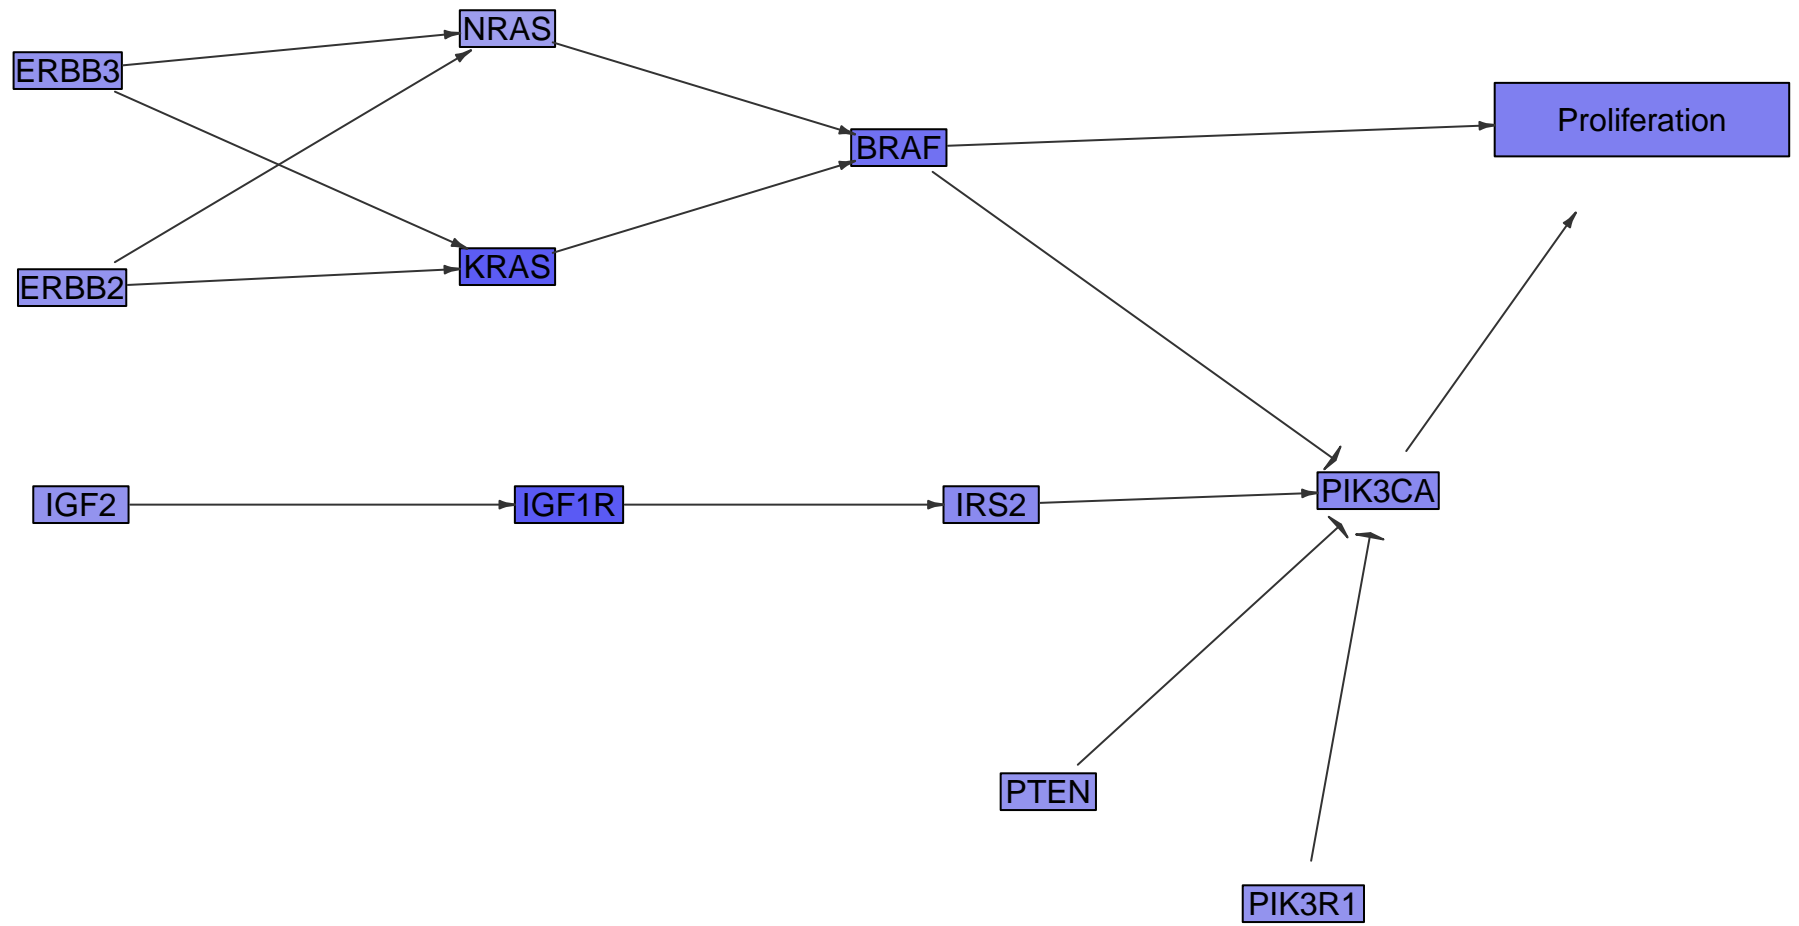 NRAS
ERBB3
Proliferation
BRAF
KRAS
ERBB2
PIK3CA
IGF2
IGF1R
IRS2
PTEN
PIK3R1